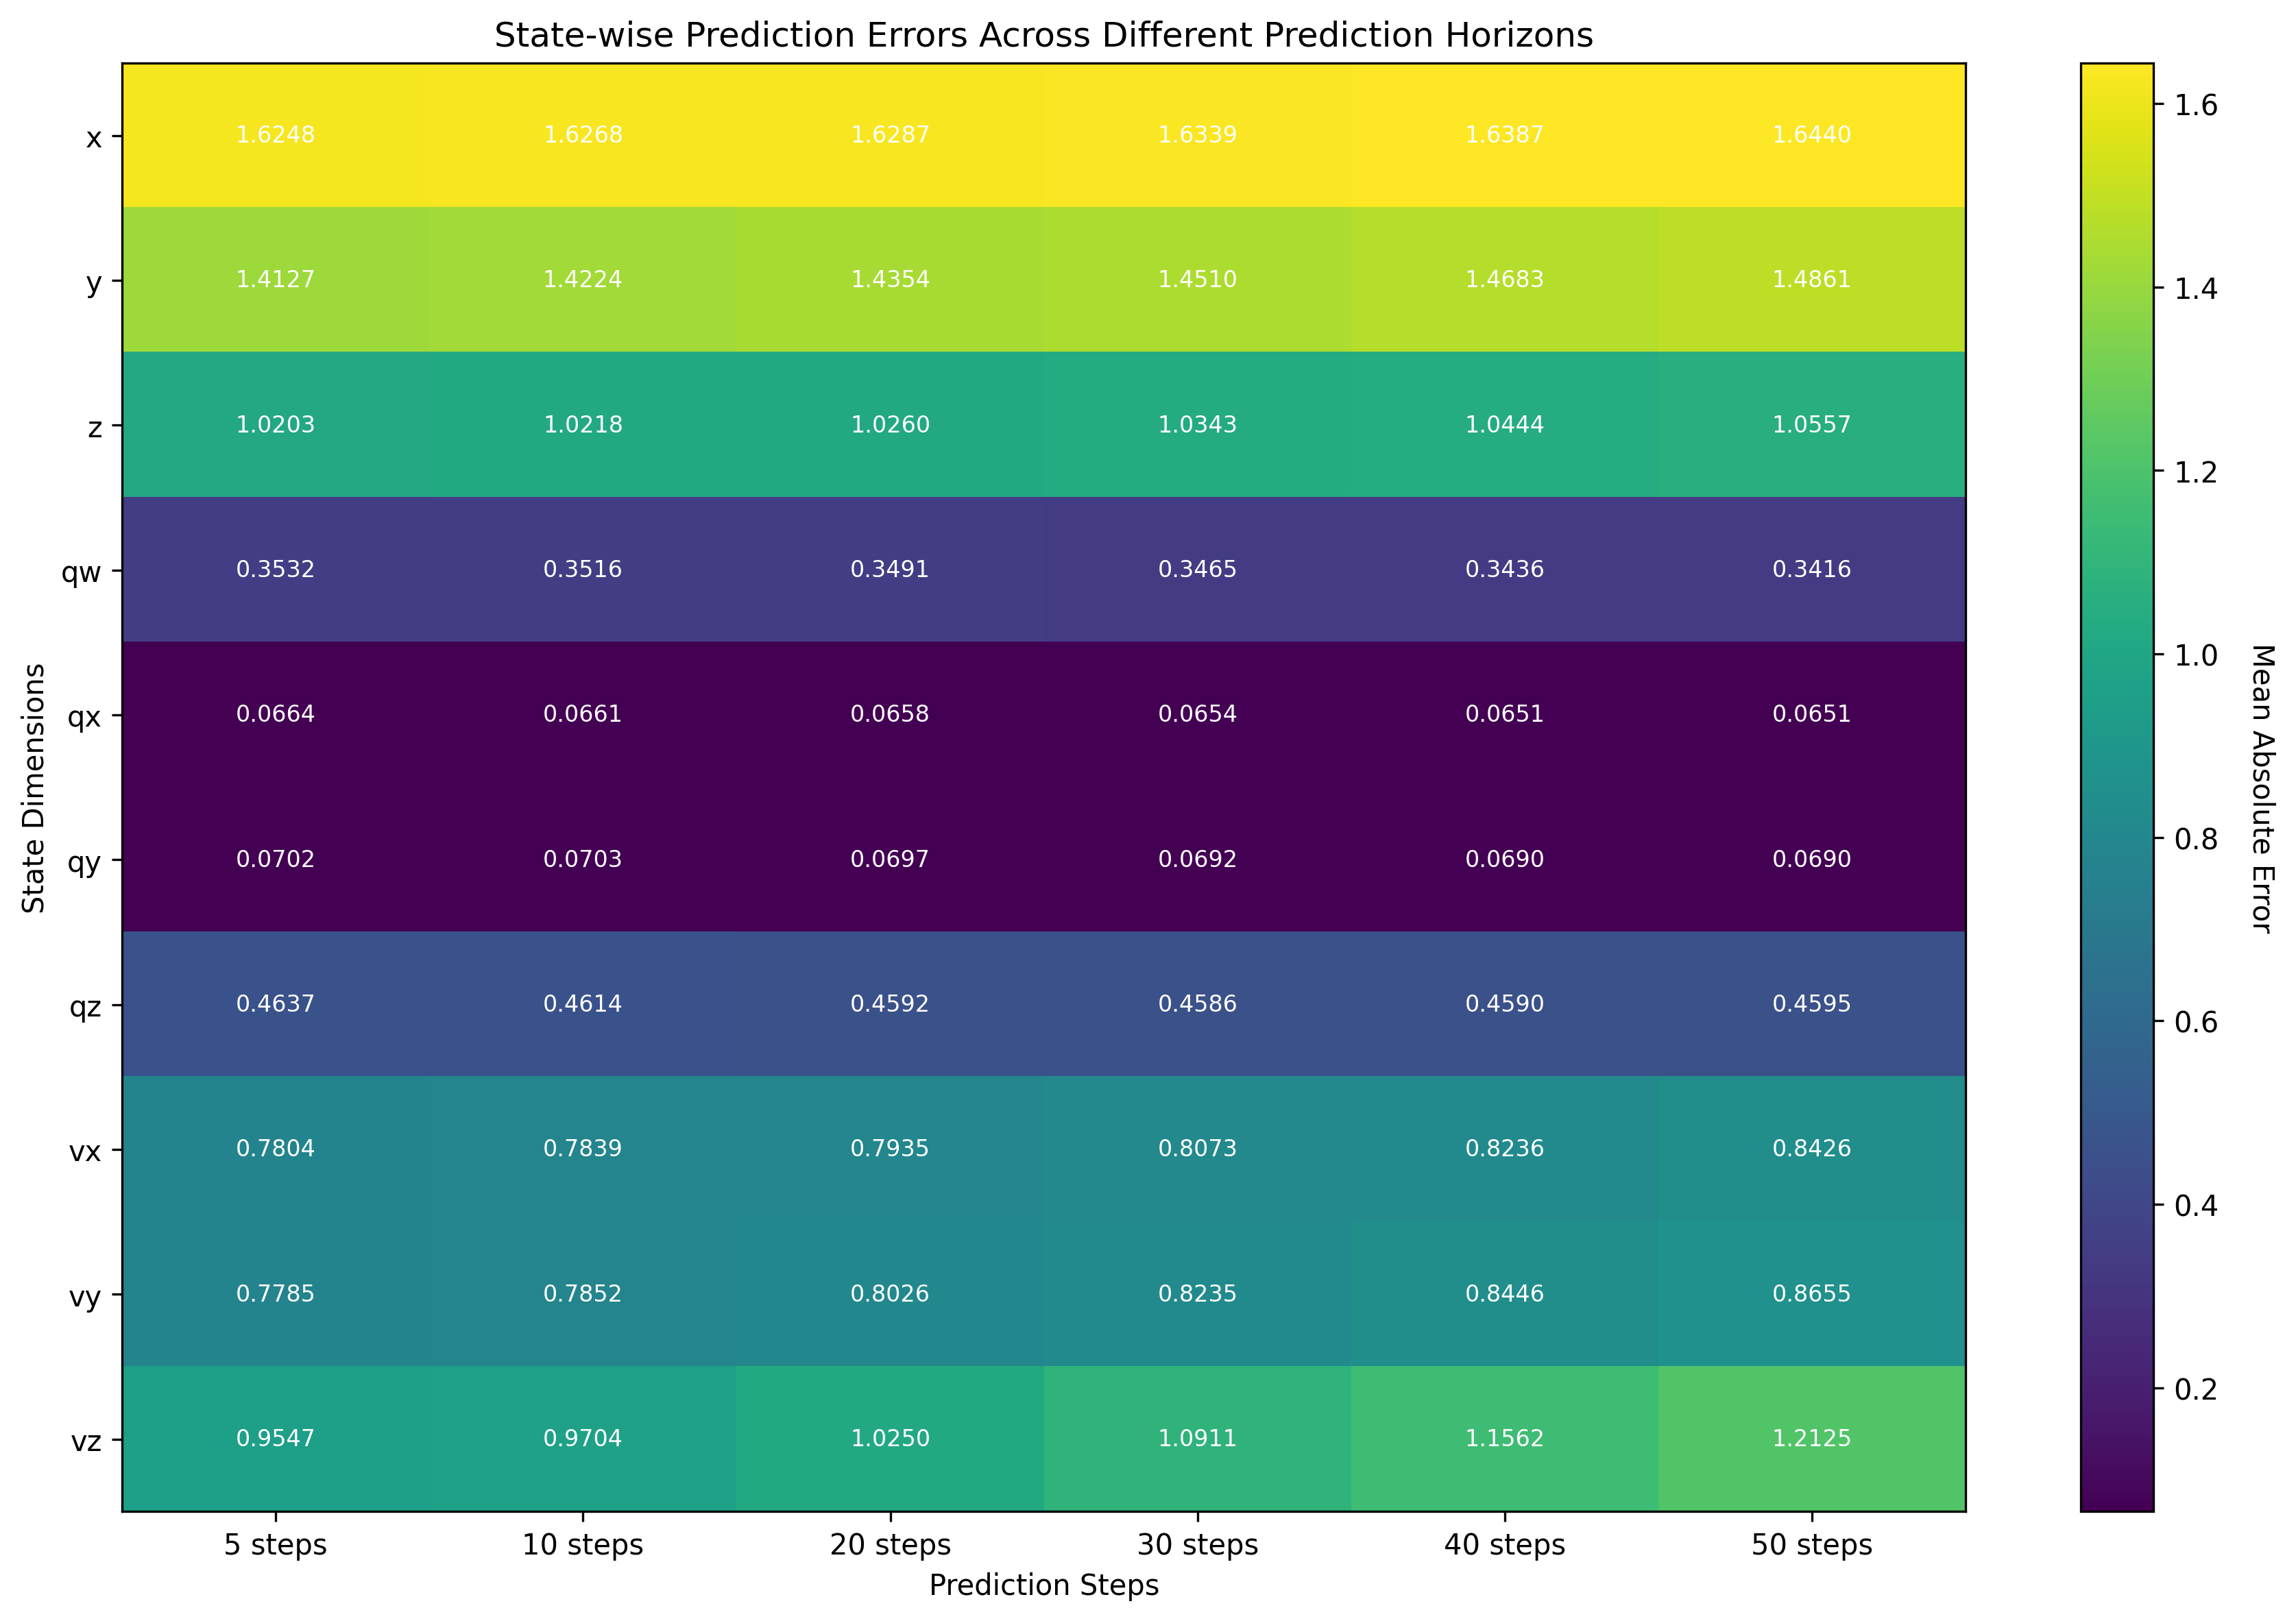 State-wise Prediction Errors Across Different Prediction Horizons
x 1.6248 1.6268 1.6287 1.6339 1.6387 1.6440
y 1.4127 1.4224 1.4354 1.4510 1.4683 1.4861
z 1.0203 1.0218 1.0260 1.0343 1.0444 1.0557
qw 0.3532 0.3516 0.3491 0.3465 0.3436 0.3416
qx 0.0664 0.0661 0.0658 0.0654 0.0651 0.0651
qy 0.0702 0.0703 0.0697 0.0692 0.0690 0.0690
qz 0.4637 0.4614 0.4592 0.4586 0.4590 0.4595
vx 0.7804 0.7839 0.7935 0.8073 0.8236 0.8426
vy 0.7785 0.7852 0.8026 0.8235 0.8446 0.8655
vz 0.9547 0.9704 1.0250 1.0911 1.1562 1.2125
5 steps 10 steps 20 steps 30 steps 40 steps 50 steps
Prediction Steps
State Dimensions
1.6
1.4
1.2
1.0
0.8
0.6
0.4
0.2
Mean Absolute Error